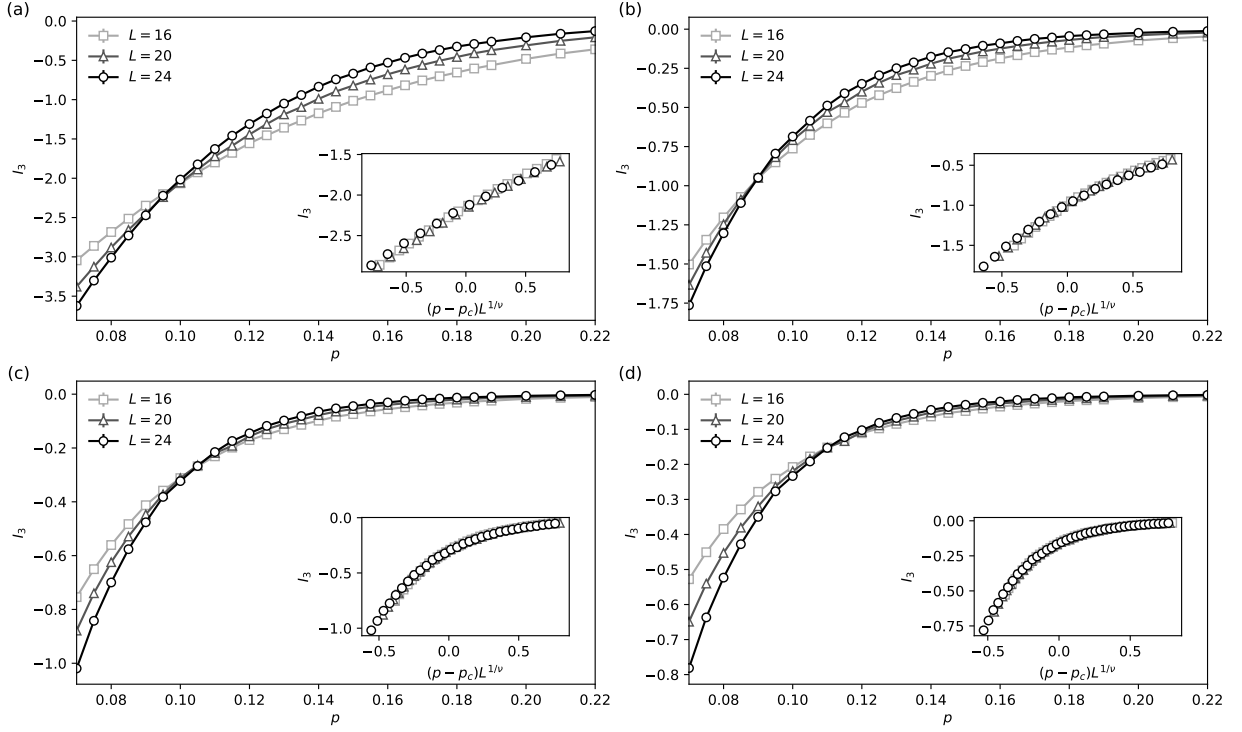 (a)
0.0
−0.5
−1.0
−1.5
−2.0
−2.5
−3.0
−3.5
I₃
L = 16
L = 20
L = 24
0.08 0.10 0.12 0.14 0.16 0.18 0.20 0.22
p
−1.5
−2.0
−2.5
I₃
−0.5 0.0 0.5
(p − p_c)L^{1/ν}
(b)
0.00
−0.25
−0.50
−0.75
−1.00
−1.25
−1.50
−1.75
I₃
L = 16
L = 20
L = 24
0.08 0.10 0.12 0.14 0.16 0.18 0.20 0.22
p
−0.5
−1.0
−1.5
I₃
−0.5 0.0 0.5
(p − p_c)L^{1/ν}
(c)
0.0
−0.2
−0.4
−0.6
−0.8
−1.0
I₃
L = 16
L = 20
L = 24
0.08 0.10 0.12 0.14 0.16 0.18 0.20 0.22
p
0.0
−0.5
−1.0
I₃
−0.5 0.0 0.5
(p − p_c)L^{1/ν}
(d)
0.0
−0.1
−0.2
−0.3
−0.4
−0.5
−0.6
−0.7
−0.8
I₃
L = 16
L = 20
L = 24
0.08 0.10 0.12 0.14 0.16 0.18 0.20 0.22
p
0.00
−0.25
−0.50
−0.75
I₃
−0.5 0.0 0.5
(p − p_c)L^{1/ν}